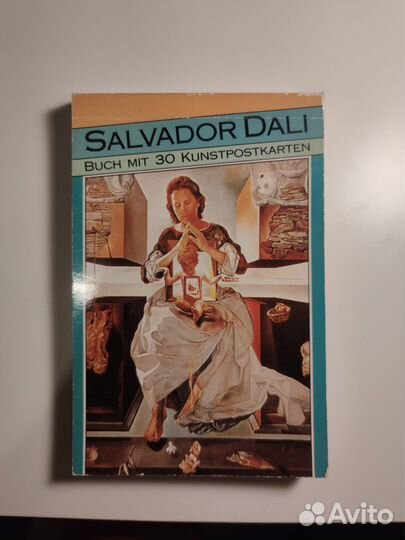 SALVADOR DALI
BUCH MIT 30 KUNSTPOSTKARTEN
Avito